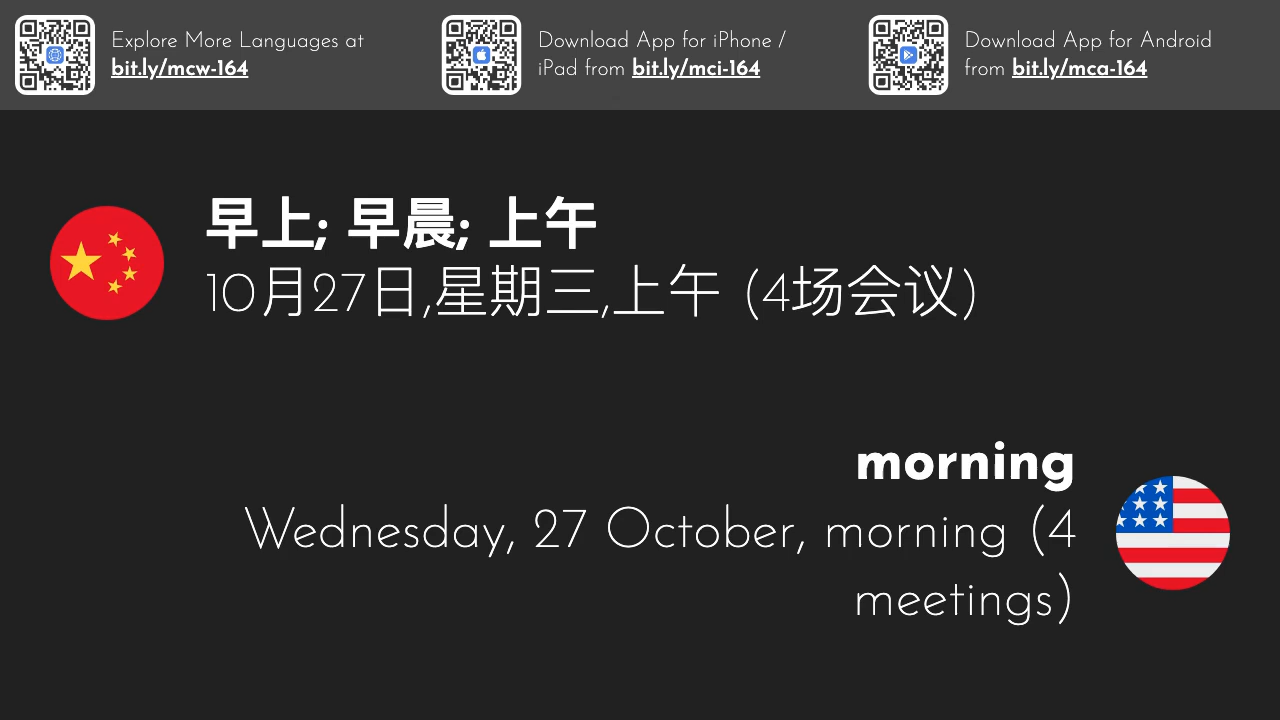 Explore More Languages at
bit.ly/mcw-164
Download App for iPhone /
iPad from bit.ly/mci-164
Download App for Android
from bit.ly/mca-164
早上; 早晨; 上午
10月27日,星期三,上午 (4场会议)
morning
Wednesday, 27 October, morning (4
meetings)